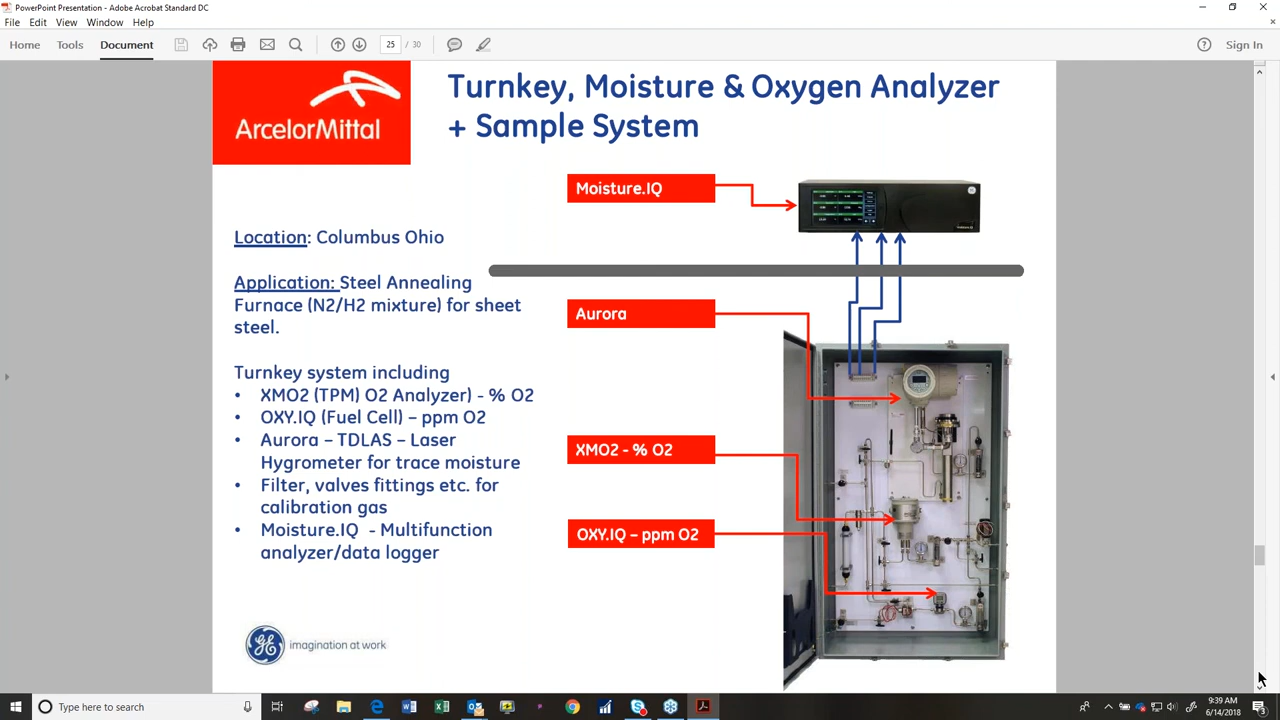 PowerPoint Presentation - Adobe Acrobat Standard DC
File Edit View Window Help
Home Tools Document 25 / 30 Sign In
ArcelorMittal
Turnkey, Moisture & Oxygen Analyzer
+ Sample System
Moisture.IQ
Location: Columbus Ohio
Application: Steel Annealing
Furnace (N2/H2 mixture) for sheet
steel.
Aurora
Turnkey system including
• XMO2 (TPM) O2 Analyzer) - % O2
• OXY.IQ (Fuel Cell) – ppm O2
• Aurora – TDLAS – Laser
Hygrometer for trace moisture
• Filter, valves fittings etc. for
calibration gas
• Moisture.IQ - Multifunction
analyzer/data logger
XMO2 - % O2
OXY.IQ – ppm O2
GE imagination at work
Type here to search
9:39 AM
6/14/2018